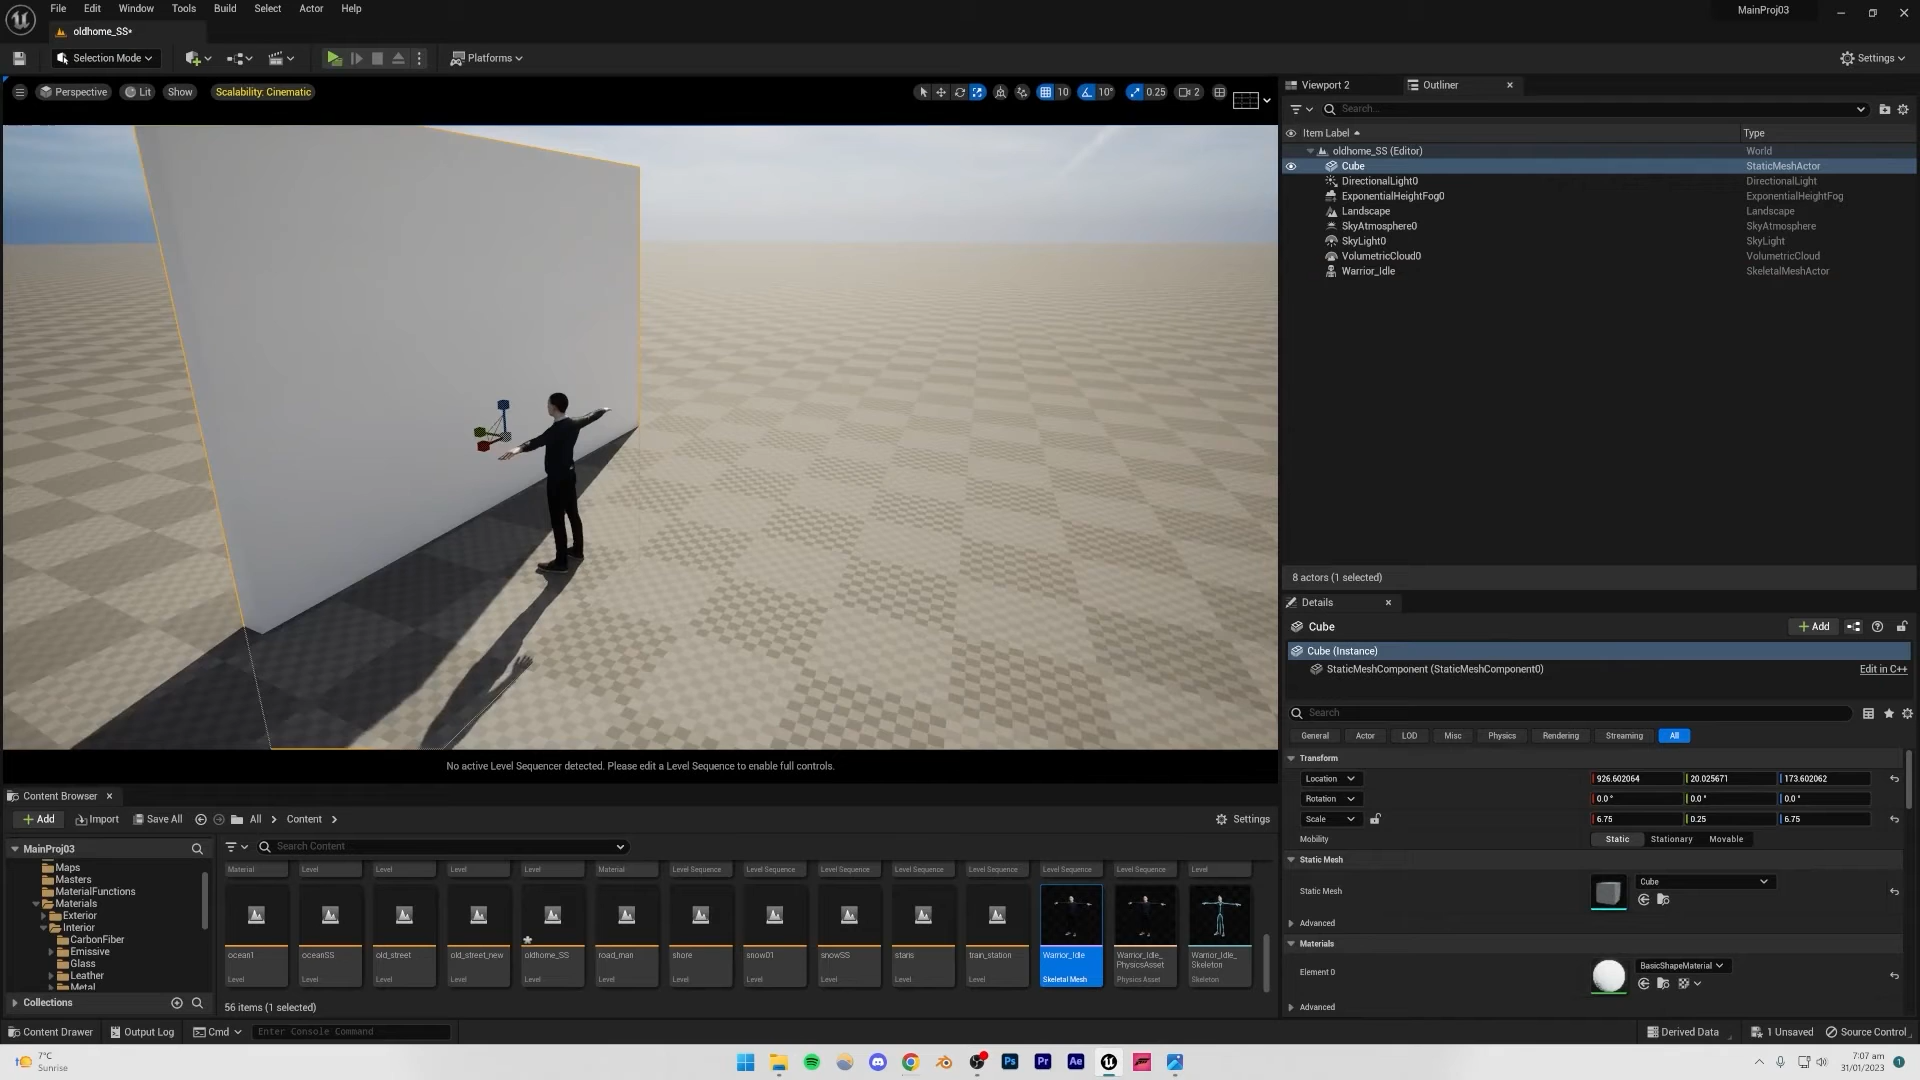 File Edit Window Tools Build Select Actor Help
MainProj03
oldhome_SS*
Selection Mode
Platforms
Settings
Perspective Lit Show Scalability: Cinematic
10 10° 0.25 2
Viewport 2 Outliner
Search...
Item Label Type
oldhome_SS (Editor) World
Cube StaticMeshActor
DirectionalLight0 DirectionalLight
ExponentialHeightFog0 ExponentialHeightFog
Landscape Landscape
SkyAtmosphere0 SkyAtmosphere
SkyLight0 SkyLight
VolumetricCloud0 VolumetricCloud
Warrior_Idle SkeletalMeshActor
8 actors (1 selected)
Details
Cube
Add
Cube (Instance)
StaticMeshComponent (StaticMeshComponent0) Edit in C++
Search
General Actor LOD Misc Physics Rendering Streaming All
Transform
Location 926.602064 20.025671 173.602062
Rotation 0.0° 0.0° 0.0°
Scale 6.75 0.25 6.75
Mobility Static Stationary Movable
Static Mesh
Static Mesh Cube
Advanced
Materials
Element 0 BasicShapeMaterial
Advanced
No active Level Sequencer detected. Please edit a Level Sequence to enable full controls.
Content Browser
Add Import Save All All Content Settings
MainProj03
Search Content
Maps
Masters
MaterialFunctions
Materials
Exterior
Interior
CarbonFiber
Emissive
Glass
Leather
Metal
Collections
Material Level Level Level Level Material Level Sequence Level Sequence Level Sequence Level Sequence Level Sequence Level Sequence Level Sequence Level
ocean1 oceanSS old_street old_street_new oldhome_SS road_man shore snow01 snowSS stans train_station Warrior_Idle Warrior_Idle_PhysicsAsset Warrior_Idle_Skeleton
Level Level Level Level Level Level Level Level Level Level Level Skeletal Mesh Physics Asset Skeleton
56 items (1 selected)
Content Drawer Output Log Cmd Enter Console Command
Derived Data 1 Unsaved Source Control
7°C
Sunrise
Ps Pr Ae
7:07 am
31/01/2023
1